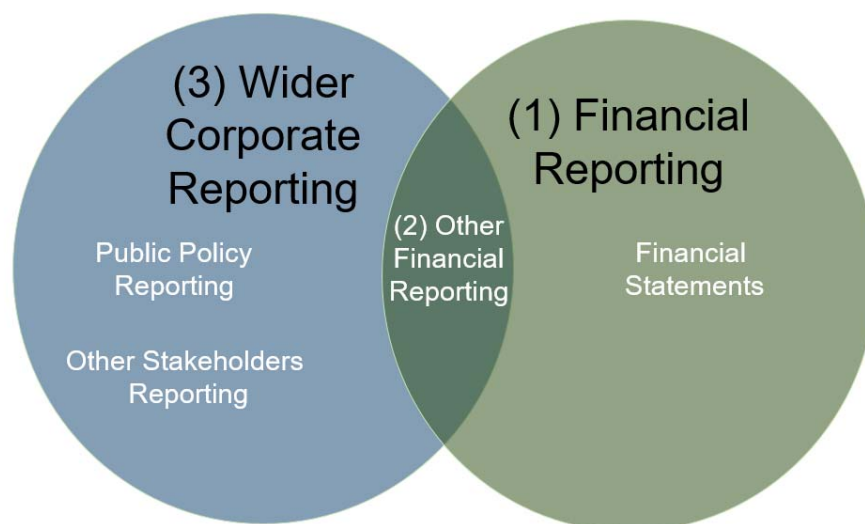 (3) Wider
Corporate
Reporting
Public Policy
Reporting
Other Stakeholders
Reporting
(2) Other
Financial
Reporting
(1) Financial
Reporting
Financial
Statements